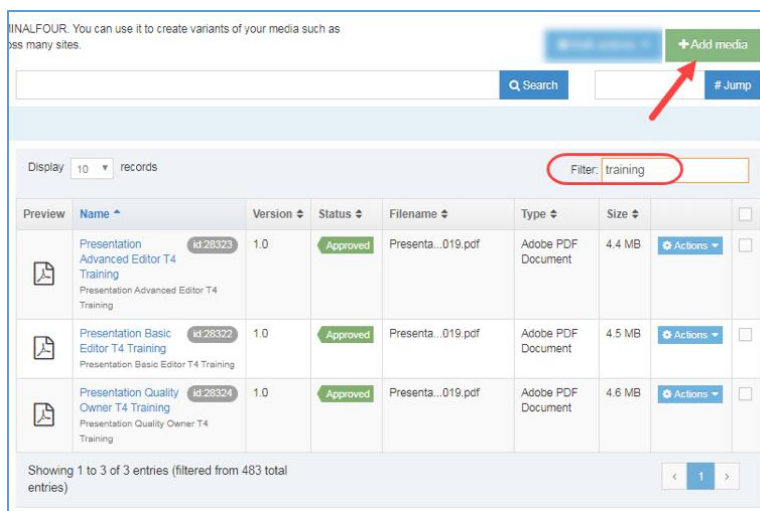 INALFOUR. You can use it to create variants of your media such as
oss many sites.
+Add media
Search
# Jump
Display 10 records
Filter: training
Preview Name Version Status Filename Type Size
Presentation id:28323 1.0 Approved Presenta...019.pdf Adobe PDF 4.4 MB Actions
Advanced Editor T4 Document
Training
Presentation Advanced Editor T4
Training
Presentation Basic id:28322 1.0 Approved Presenta...019.pdf Adobe PDF 4.5 MB Actions
Editor T4 Training Document
Presentation Basic Editor T4 Training
Presentation Quality id:28324 1.0 Approved Presenta...019.pdf Adobe PDF 4.6 MB Actions
Owner T4 Training Document
Presentation Quality Owner T4
Training
Showing 1 to 3 of 3 entries (filtered from 483 total
entries)
< 1 >